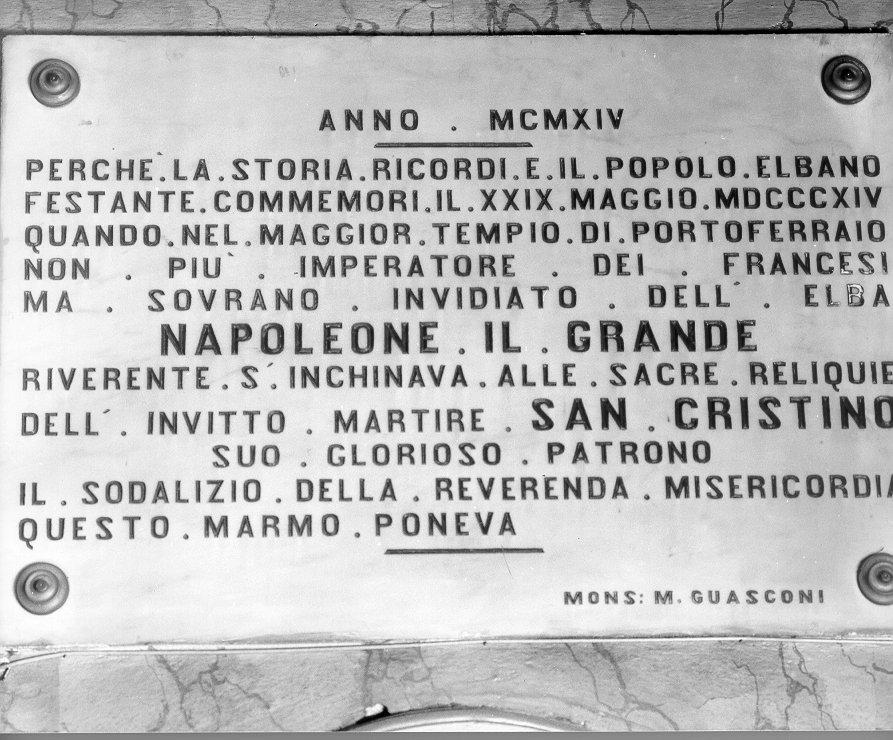 ANNO . MCMXIV
PERCHE`.LA.STORIA.RICORDI.E.IL.POPOLO.ELBANO
FESTANTE.COMMEMORI.IL.XXIX.MAGGIO.MDCCCXIV
QUANDO.NEL.MAGGIOR.TEMPIO.DI.PORTOFERRAIO
NON . PIU` . IMPERATORE . DEI . FRANCESI
MA . SOVRANO . INVIDIATO . DELL´ . ELBA
NAPOLEONE . IL . GRANDE
RIVERENTE . S´. INCHINAVA . ALLE . SACRE . RELIQUIE
DELL´ . INVITTO . MARTIRE . SAN . CRISTINO
SUO . GLORIOSO . PATRONO
IL . SODALIZIO . DELLA . REVERENDA . MISERICORDIA
QUESTO . MARMO . PONEVA
MONS: M. GUASCONI